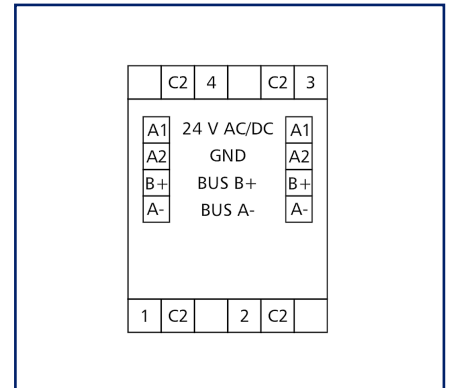 C2 4 C2 3
A1 24 V AC/DC A1
A2 GND A2
B+ BUS B+ B+
A- BUS A- A-
1 C2 2 C2